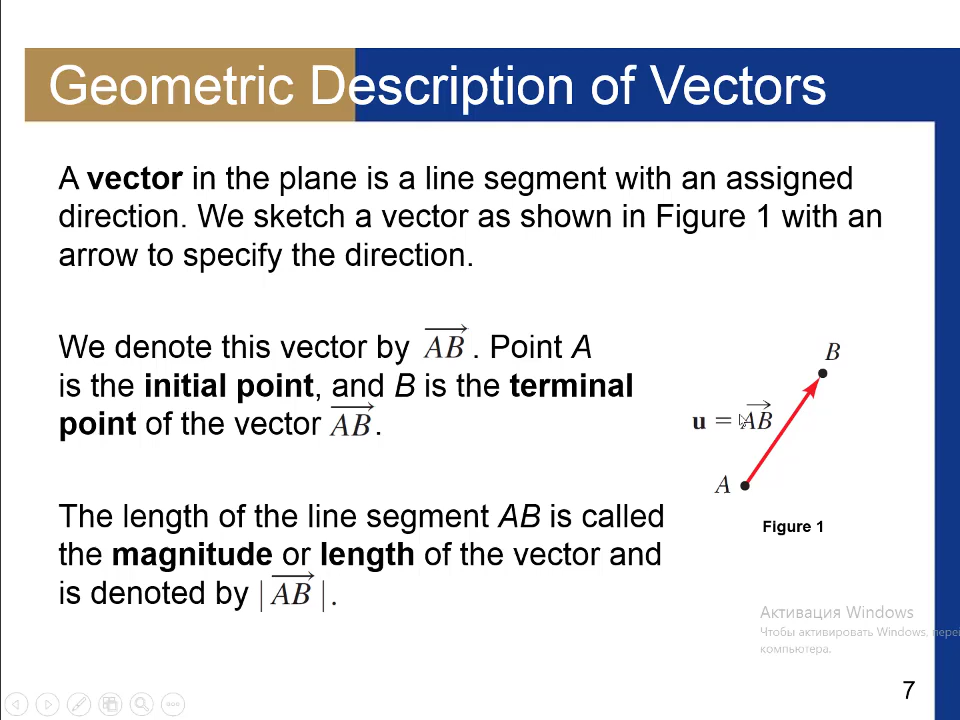 Geometric Description of Vectors
A vector in the plane is a line segment with an assigned
direction. We sketch a vector as shown in Figure 1 with an
arrow to specify the direction.
We denote this vector by $\overrightarrow{AB}$. Point A
is the initial point, and B is the terminal
point of the vector $\overrightarrow{AB}$.
B
u = $\overrightarrow{AB}$
A
Figure 1
The length of the line segment AB is called
the magnitude or length of the vector and
is denoted by |$\overrightarrow{AB}$|.
Активация Windows
Чтобы активировать Windows, пере
компьютера.
7